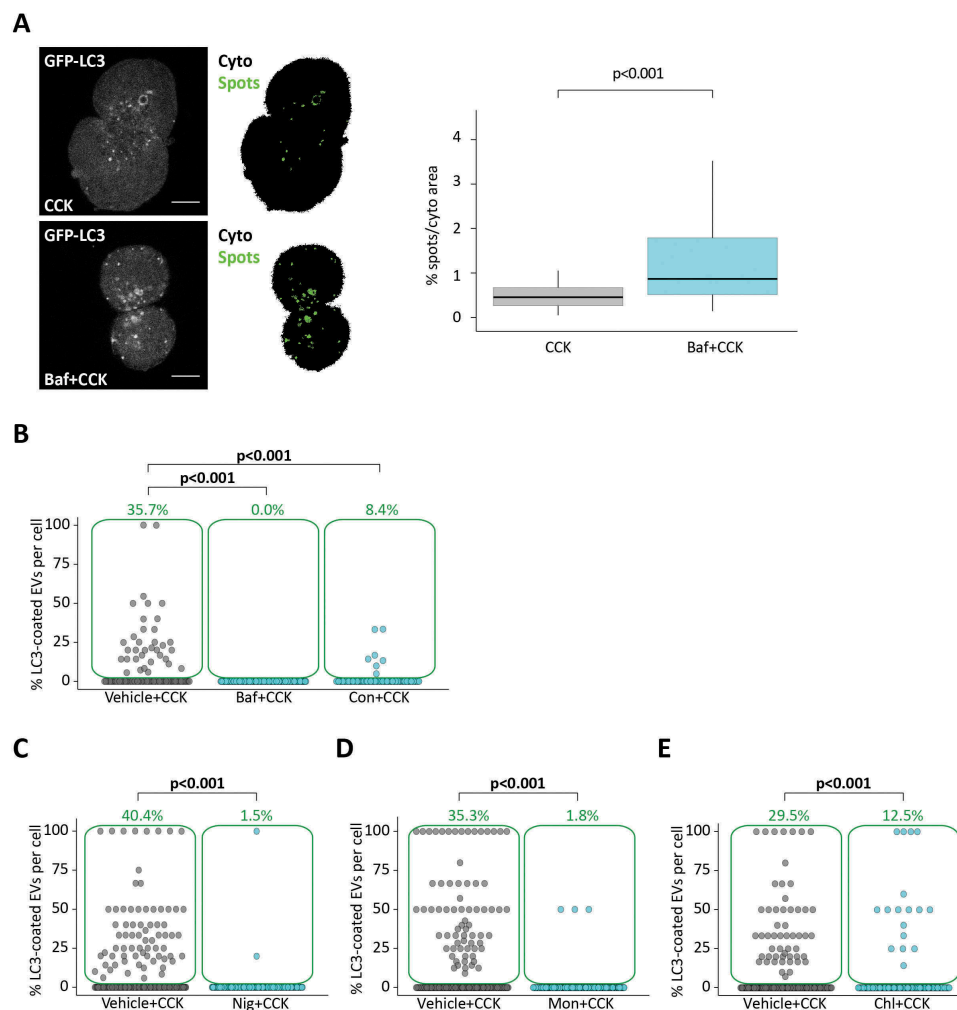 A
GFP-LC3
CCK
Cyto
Spots
GFP-LC3
Baf+CCK
Cyto
Spots
p<0.001
% spots/cyto area
4
3
2
1
0
CCK
Baf+CCK
B
p<0.001
p<0.001
35.7%
0.0%
8.4%
% LC3-coated EVs per cell
100
75
50
25
0
Vehicle+CCK
Baf+CCK
Con+CCK
C
p<0.001
40.4%
1.5%
% LC3-coated EVs per cell
100
75
50
25
0
Vehicle+CCK
Nig+CCK
D
p<0.001
35.3%
1.8%
% LC3-coated EVs per cell
100
75
50
25
0
Vehicle+CCK
Mon+CCK
E
p<0.001
29.5%
12.5%
% LC3-coated EVs per cell
100
75
50
25
0
Vehicle+CCK
Chl+CCK